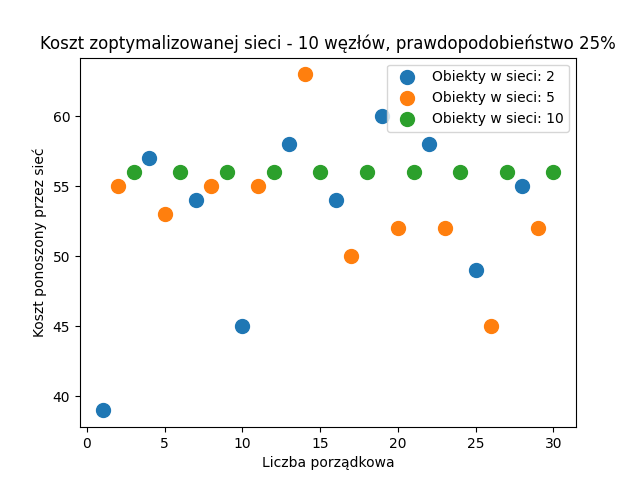 Koszt zoptymalizowanej sieci - 10 węzłów, prawdopodobieństwo 25%
Obiekty w sieci: 2
Obiekty w sieci: 5
Obiekty w sieci: 10
Koszt ponoszony przez sieć
60
55
50
45
40
0 5 10 15 20 25 30
Liczba porządkowa